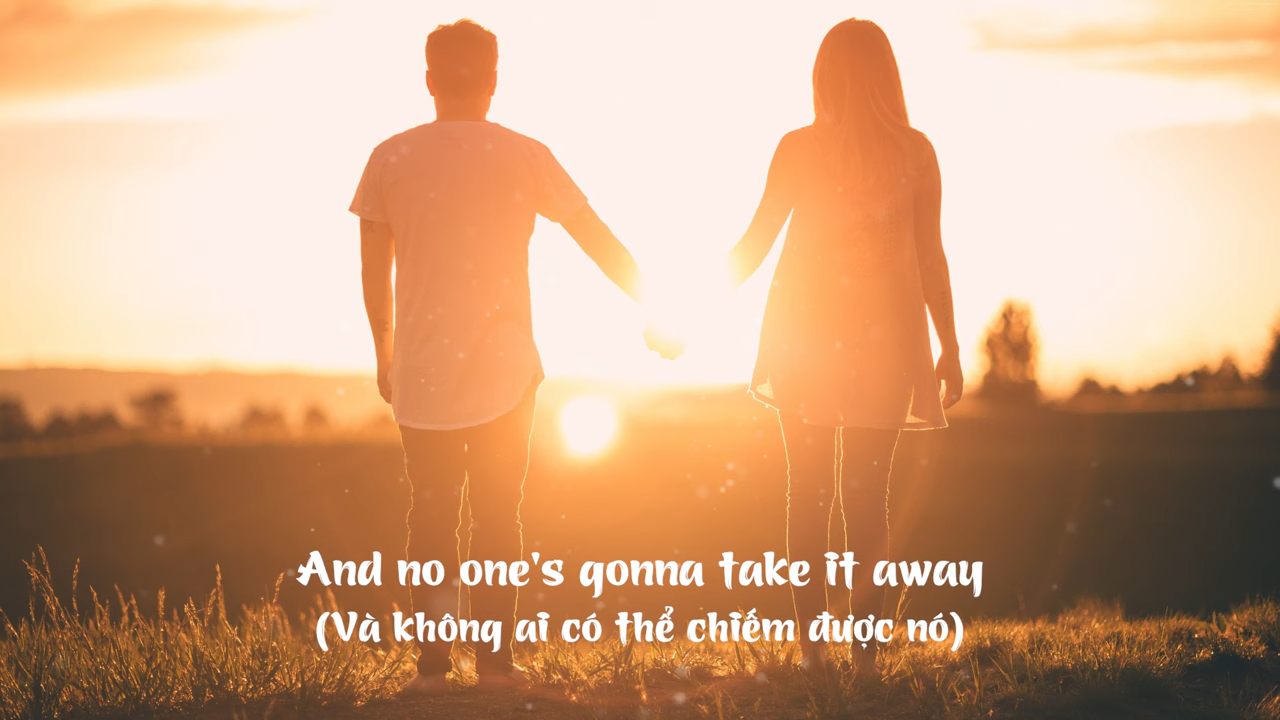 And no one's gonna take it away
(Và không ai có thể chiếm được nó)